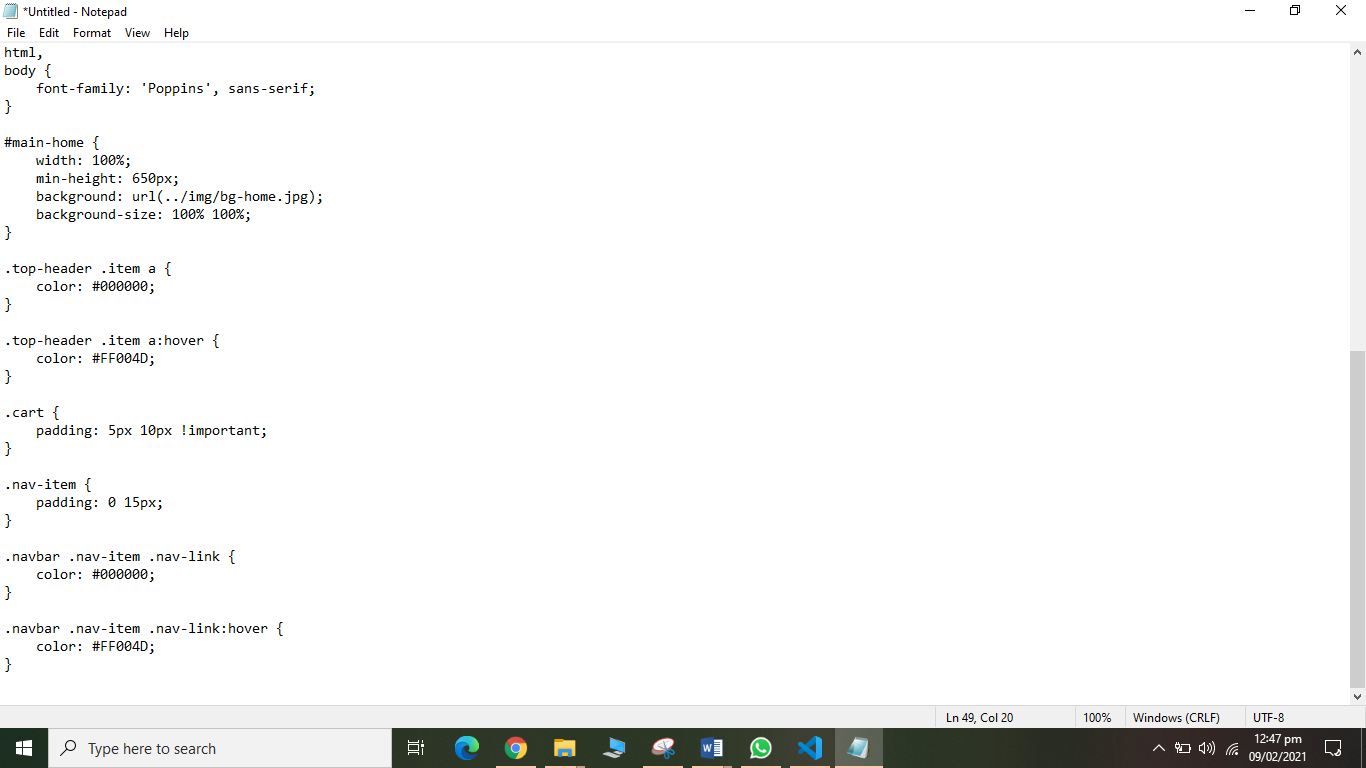 *Untitled - Notepad
File Edit Format View Help
html,
body {
    font-family: 'Poppins', sans-serif;
}

#main-home {
    width: 100%;
    min-height: 650px;
    background: url(../img/bg-home.jpg);
    background-size: 100% 100%;
}

.top-header .item a {
    color: #000000;
}

.top-header .item a:hover {
    color: #FF004D;
}

.cart {
    padding: 5px 10px !important;
}

.nav-item {
    padding: 0 15px;
}

.navbar .nav-item .nav-link {
    color: #000000;
}

.navbar .nav-item .nav-link:hover {
    color: #FF004D;
}
Ln 49, Col 20 100% Windows (CRLF) UTF-8
Type here to search
12:47 pm
09/02/2021